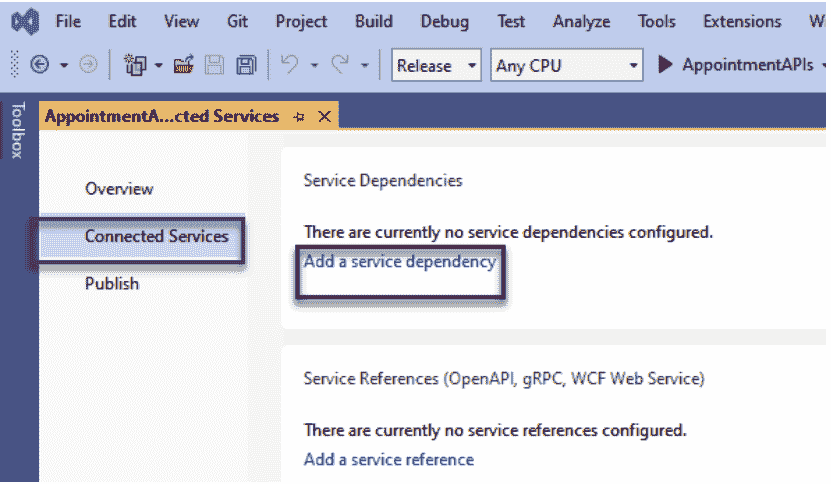 File Edit View Git Project Build Debug Test Analyze Tools Extensions
Release Any CPU AppointmentAPIs
Toolbox
AppointmentA...cted Services
Overview
Connected Services
Publish
Service Dependencies
There are currently no service dependencies configured.
Add a service dependency
Service References (OpenAPI, gRPC, WCF Web Service)
There are currently no service references configured.
Add a service reference